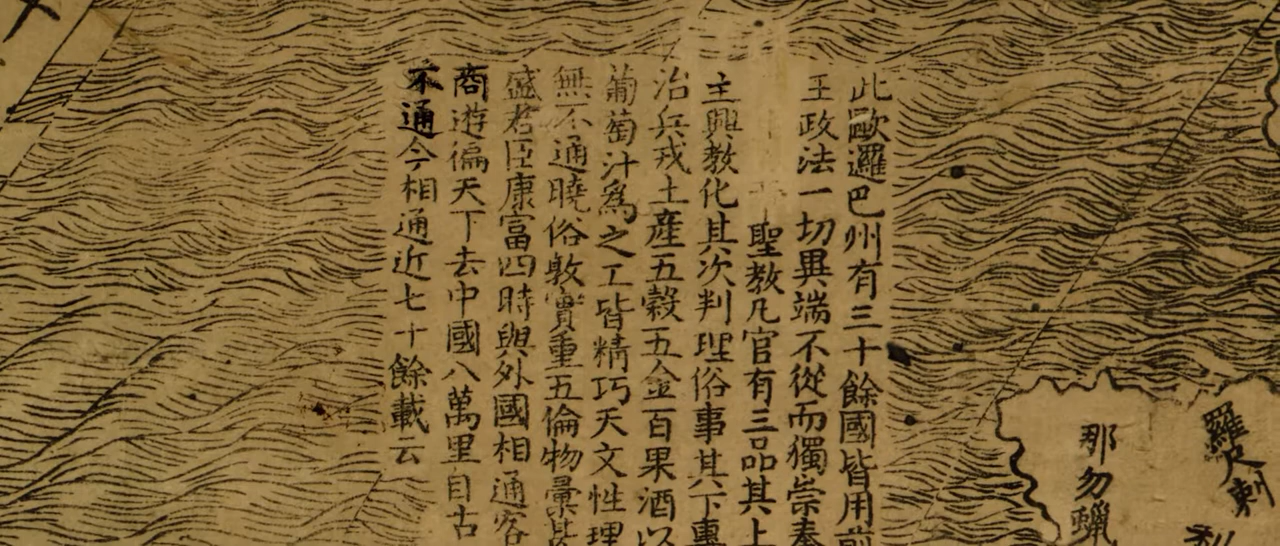 此歐邏巴州有三十餘國皆用前
王政法一切異端不從而獨崇奉
聖教凡官有三品其上
主興教化其次判理俗事其下專
治兵戎土產五穀五金百果酒以
葡萄汁為之工皆精巧天文性理
無不通曉俗敦實重五倫物彙甚
盛君臣康富四時與外國相通客
商遊徧天下去中國八萬里自古
不通今相通近七十餘載云
那勿蠟